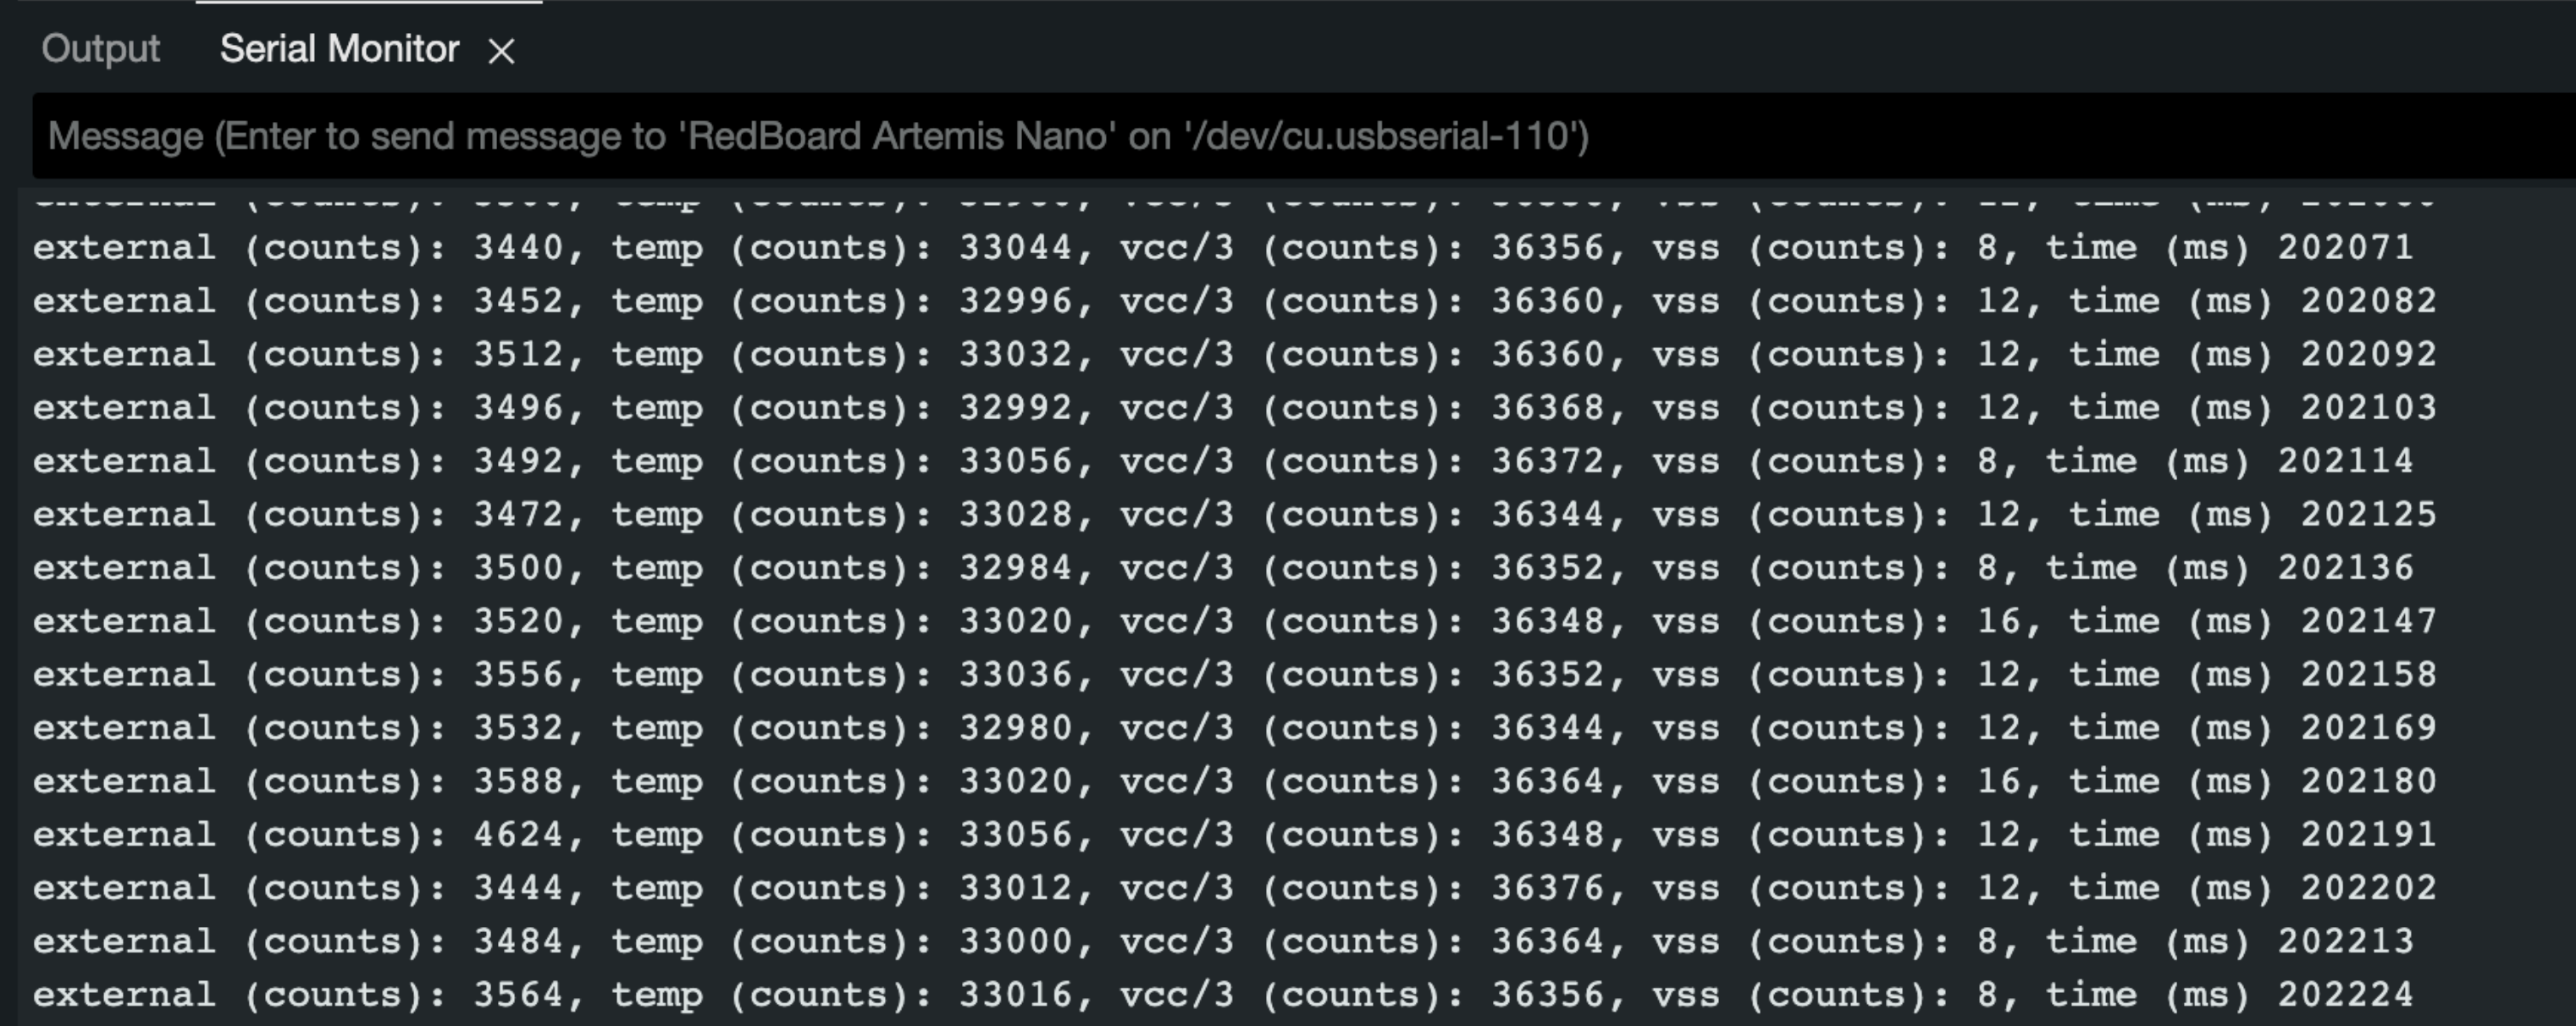 Output Serial Monitor
Message (Enter to send message to 'RedBoard Artemis Nano' on '/dev/cu.usbserial-110')
external (counts): 3440, temp (counts): 33044, vcc/3 (counts): 36356, vss (counts): 8, time (ms) 202071
external (counts): 3452, temp (counts): 32996, vcc/3 (counts): 36360, vss (counts): 12, time (ms) 202082
external (counts): 3512, temp (counts): 33032, vcc/3 (counts): 36360, vss (counts): 12, time (ms) 202092
external (counts): 3496, temp (counts): 32992, vcc/3 (counts): 36368, vss (counts): 12, time (ms) 202103
external (counts): 3492, temp (counts): 33056, vcc/3 (counts): 36372, vss (counts): 8, time (ms) 202114
external (counts): 3472, temp (counts): 33028, vcc/3 (counts): 36344, vss (counts): 12, time (ms) 202125
external (counts): 3500, temp (counts): 32984, vcc/3 (counts): 36352, vss (counts): 8, time (ms) 202136
external (counts): 3520, temp (counts): 33020, vcc/3 (counts): 36348, vss (counts): 16, time (ms) 202147
external (counts): 3556, temp (counts): 33036, vcc/3 (counts): 36352, vss (counts): 12, time (ms) 202158
external (counts): 3532, temp (counts): 32980, vcc/3 (counts): 36344, vss (counts): 12, time (ms) 202169
external (counts): 3588, temp (counts): 33020, vcc/3 (counts): 36364, vss (counts): 16, time (ms) 202180
external (counts): 4624, temp (counts): 33056, vcc/3 (counts): 36348, vss (counts): 12, time (ms) 202191
external (counts): 3444, temp (counts): 33012, vcc/3 (counts): 36376, vss (counts): 12, time (ms) 202202
external (counts): 3484, temp (counts): 33000, vcc/3 (counts): 36364, vss (counts): 8, time (ms) 202213
external (counts): 3564, temp (counts): 33016, vcc/3 (counts): 36356, vss (counts): 8, time (ms) 202224